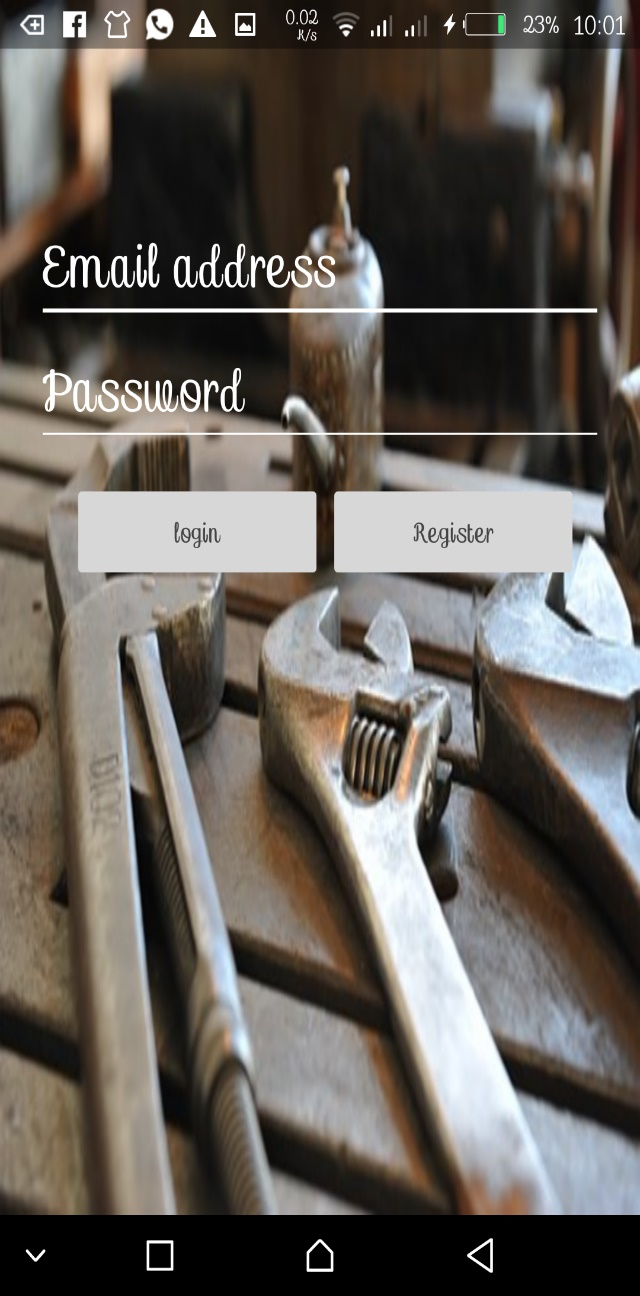 0.02
K/s
23%
10:01
Email address
Password
login
Register